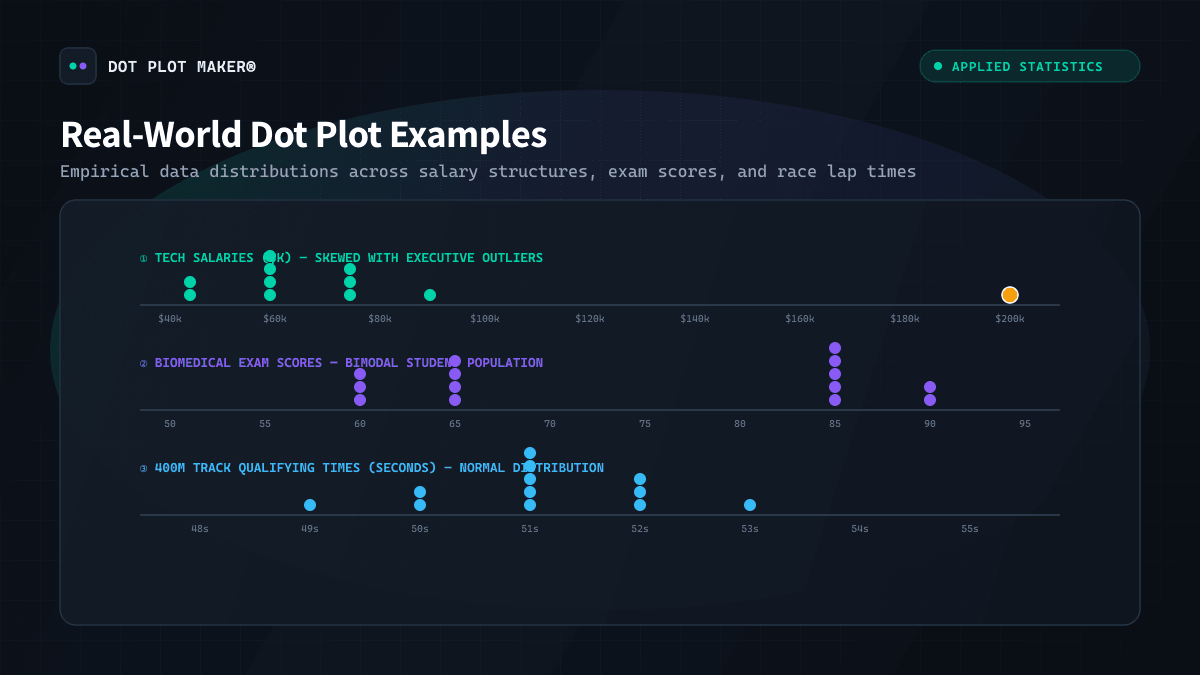 DOT PLOT MAKER®
APPLIED STATISTICS
Real-World Dot Plot Examples
Empirical data distributions across salary structures, exam scores, and race lap times
① TECH SALARIES ($K) — SKEWED WITH EXECUTIVE OUTLIERS
$40k $60k $80k $100k $120k $140k $160k $180k $200k
② BIOMEDICAL EXAM SCORES — BIMODAL STUDENT POPULATION
50 55 60 65 70 75 80 85 90 95
③ 400M TRACK QUALIFYING TIMES (SECONDS) — NORMAL DISTRIBUTION
48s 49s 50s 51s 52s 53s 54s 55s